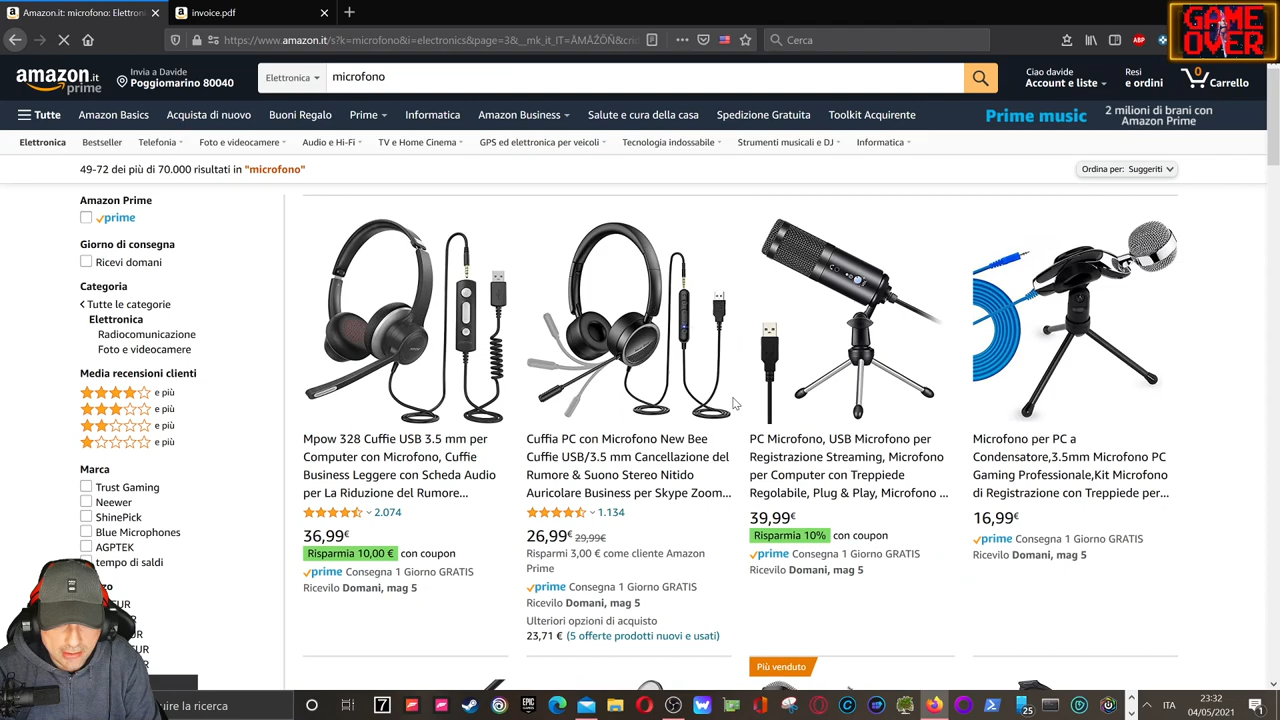 Amazon.it: microfono: Elettroni
invoice.pdf
GAME
OVER
https://www.amazon.it/s?k=microfono&i=electronics&page=3&__mk_it_IT=ÅMÅŽÕÑ&crid
Cerca
amazon.it
prime
Invia a Davide
Poggiomarino 80040
Elettronica
microfono
Ciao davide
Account e liste
Resi
e ordini
0
Carrello
Tutte
Amazon Basics
Acquista di nuovo
Buoni Regalo
Prime
Informatica
Amazon Business
Salute e cura della casa
Spedizione Gratuita
Toolkit Acquirente
Prime music
2 milioni di brani con
Amazon Prime
Elettronica
Bestseller
Telefonia
Foto e videocamere
Audio e Hi-Fi
TV e Home Cinema
GPS ed elettronica per veicoli
Tecnologia indossabile
Strumenti musicali e DJ
Informatica
49-72 dei più di 70.000 risultati in "microfono"
Ordina per: Suggeriti
Amazon Prime
prime
Giorno di consegna
Ricevi domani
Categoria
Tutte le categorie
Elettronica
Radiocomunicazione
Foto e videocamere
Media recensioni clienti
e più
e più
e più
e più
Marca
Trust Gaming
Neewer
ShinePick
Blue Microphones
AGPTEK
tempo di saldi
Mpow 328 Cuffie USB 3.5 mm per
Computer con Microfono, Cuffie
Business Leggere con Scheda Audio
per La Riduzione del Rumore...
2.074
36,99€
Risparmia 10,00 € con coupon
prime Consegna 1 Giorno GRATIS
Ricevilo Domani, mag 5
Cuffia PC con Microfono New Bee
Cuffie USB/3.5 mm Cancellazione del
Rumore & Suono Stereo Nitido
Auricolare Business per Skype Zoom...
1.134
26,99€ 29,99€
Risparmi 3,00 € come cliente Amazon
Prime
prime Consegna 1 Giorno GRATIS
Ricevilo Domani, mag 5
Ulteriori opzioni di acquisto
23,71 € (5 offerte prodotti nuovi e usati)
PC Microfono, USB Microfono per
Registrazione Streaming, Microfono
per Computer con Treppiede
Regolabile, Plug & Play, Microfono ...
39,99€
Risparmia 10% con coupon
prime Consegna 1 Giorno GRATIS
Ricevilo Domani, mag 5
Microfono per PC a
Condensatore,3.5mm Microfono PC
Gaming Professionale,Kit Microfono
di Registrazione con Treppiede per...
16,99€
prime Consegna 1 Giorno GRATIS
Ricevilo Domani, mag 5
Più venduto
ire la ricerca
ITA
23:32
04/05/2021